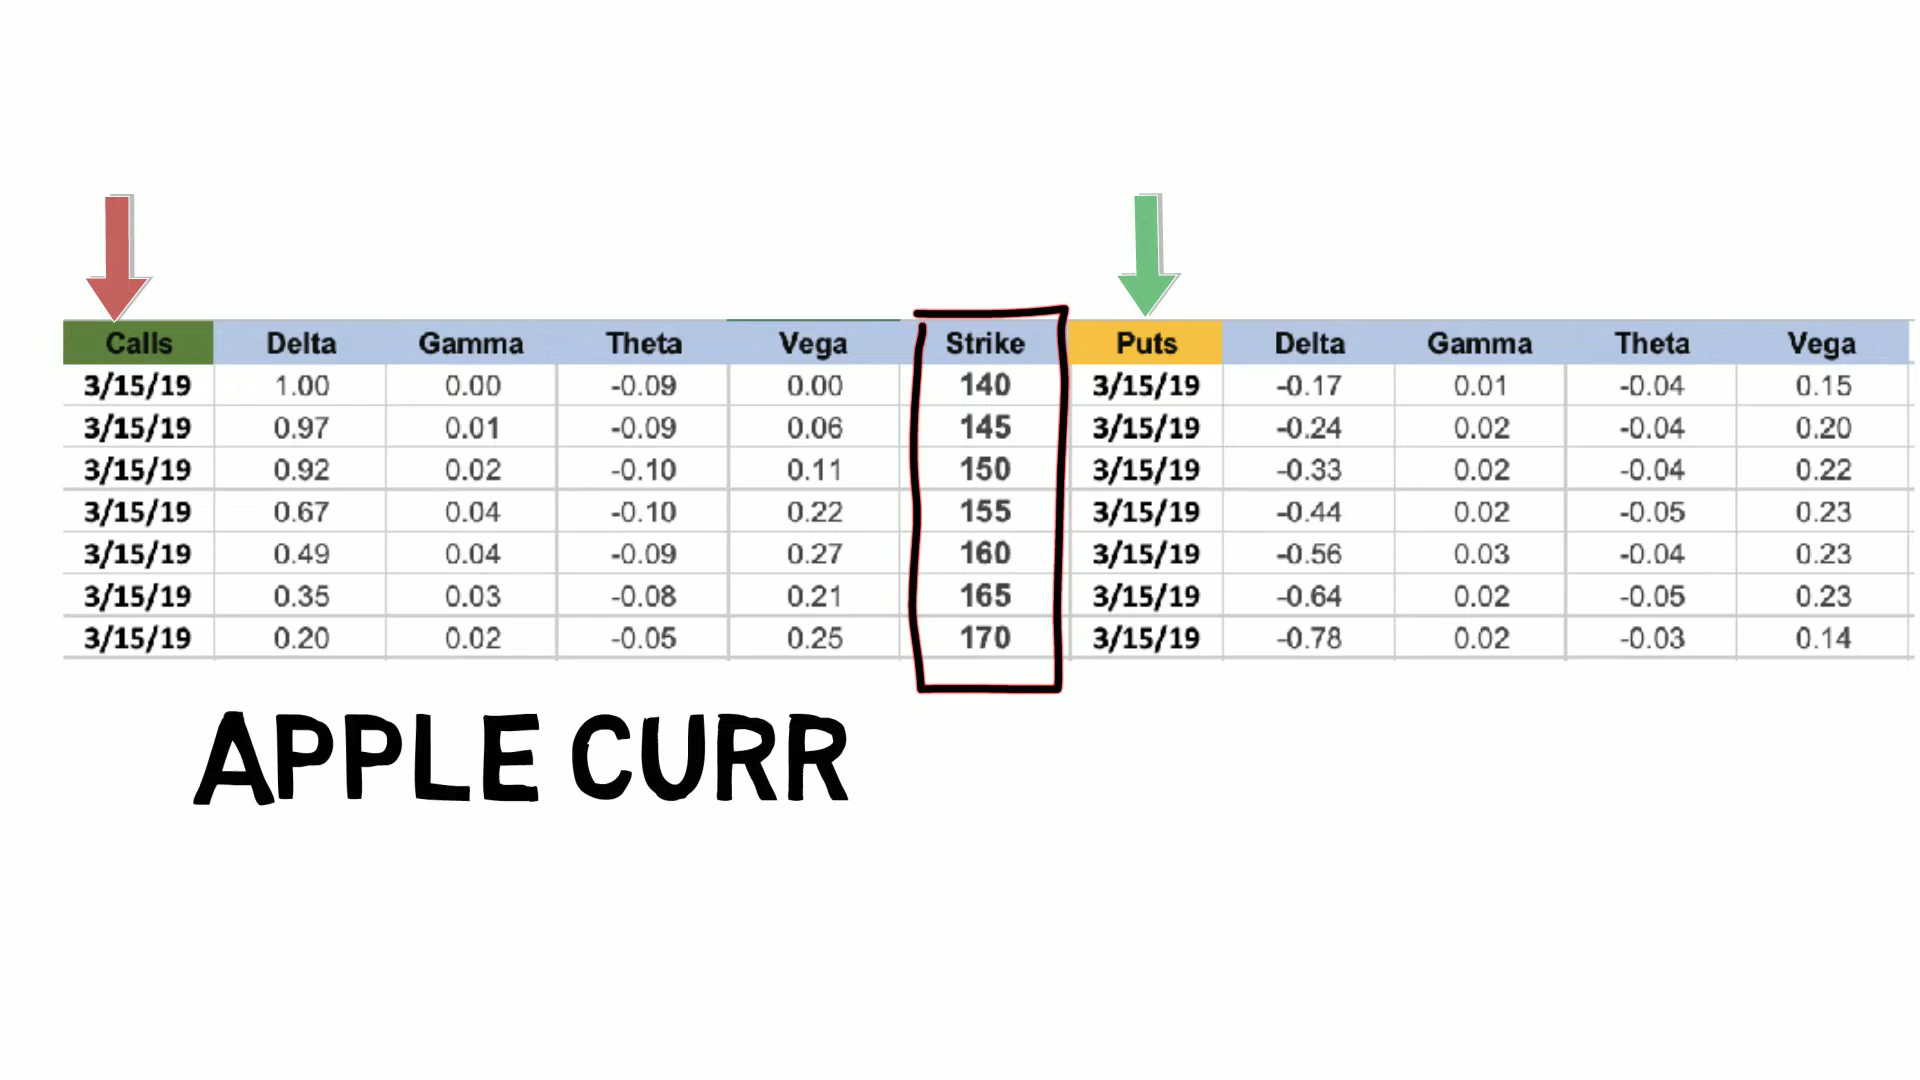 Calls Delta Gamma Theta Vega Strike Puts Delta Gamma Theta Vega
3/15/19 1.00 0.00 -0.09 0.00 140 3/15/19 -0.17 0.01 -0.04 0.15
3/15/19 0.97 0.01 -0.09 0.06 145 3/15/19 -0.24 0.02 -0.04 0.20
3/15/19 0.92 0.02 -0.10 0.11 150 3/15/19 -0.33 0.02 -0.04 0.22
3/15/19 0.67 0.04 -0.10 0.22 155 3/15/19 -0.44 0.02 -0.05 0.23
3/15/19 0.49 0.04 -0.09 0.27 160 3/15/19 -0.56 0.03 -0.04 0.23
3/15/19 0.35 0.03 -0.08 0.21 165 3/15/19 -0.64 0.02 -0.05 0.23
3/15/19 0.20 0.02 -0.05 0.25 170 3/15/19 -0.78 0.02 -0.03 0.14
APPLE CURR